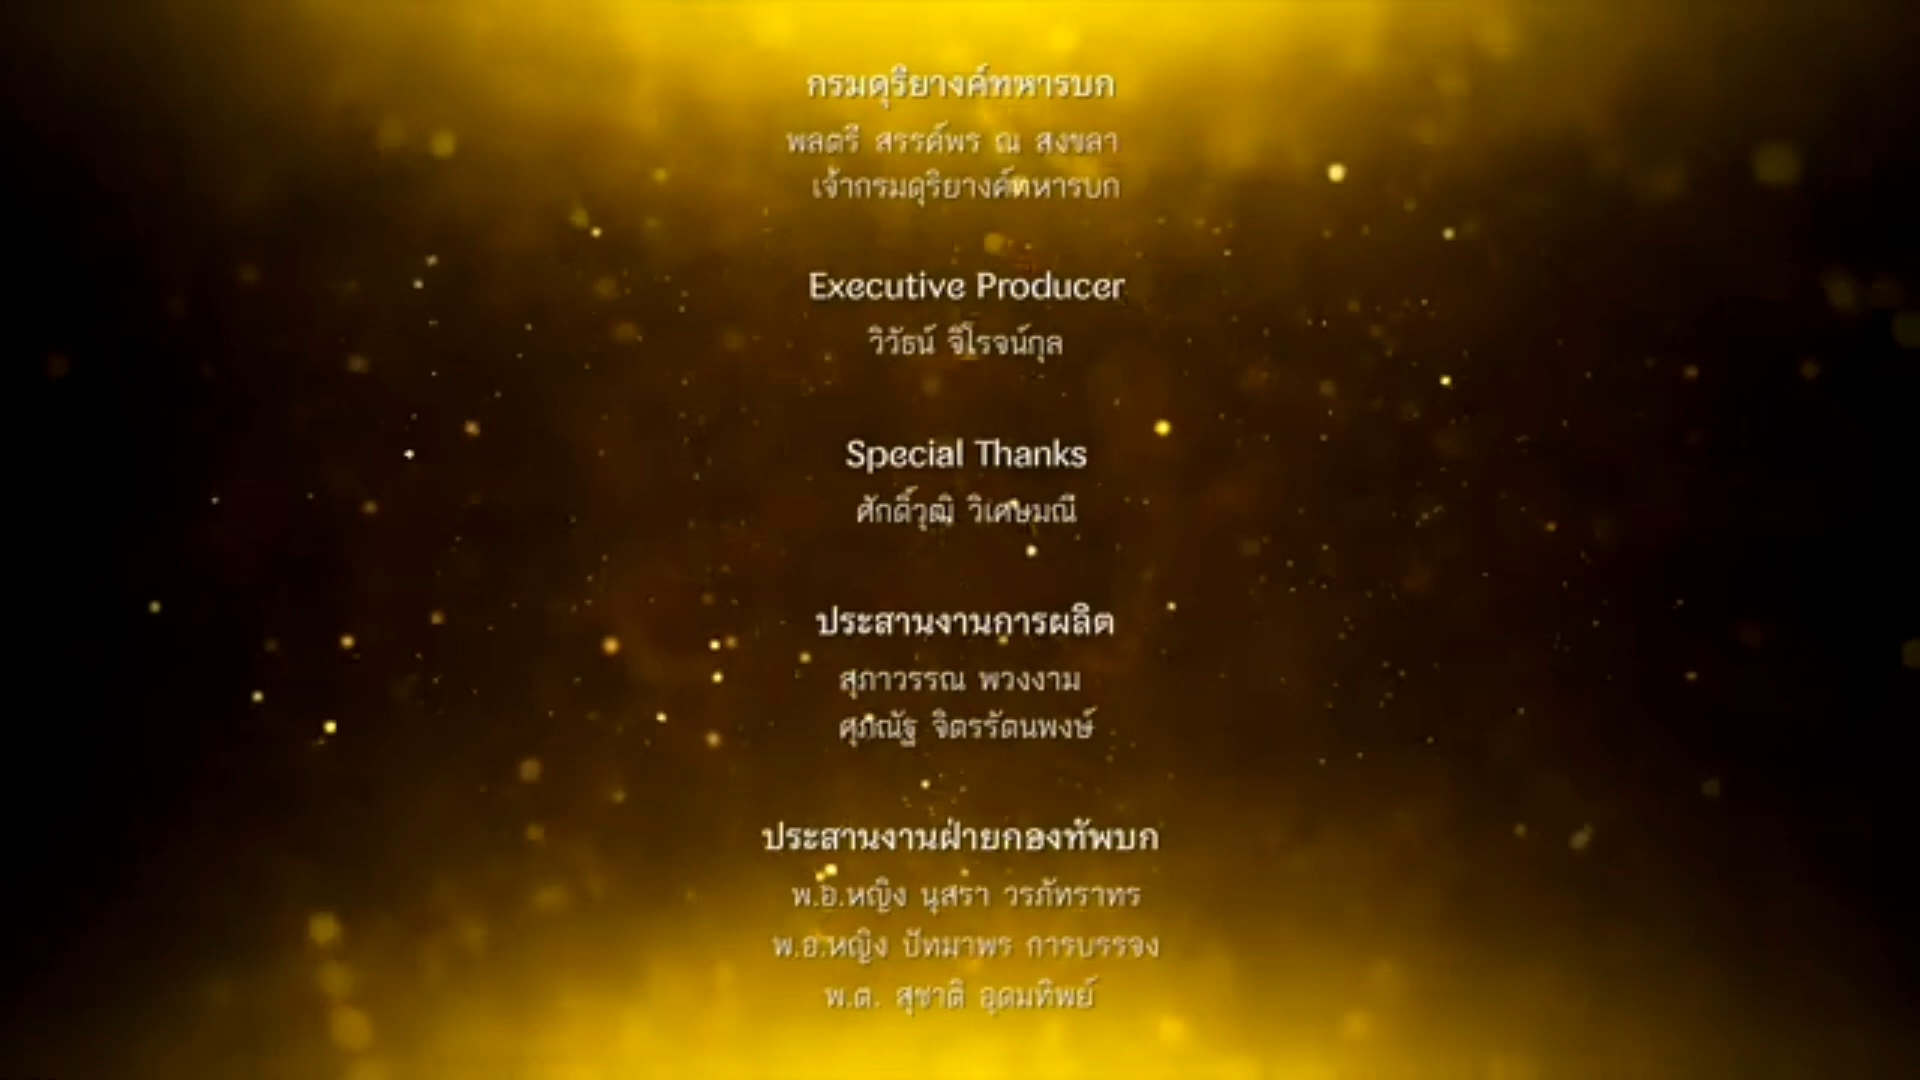 กรมดุริยางค์ทหารบก
พลตรี สรรค์พร ณ สงขลา
เจ้ากรมดุริยางค์ทหารบก
Executive Producer
วิวัธน์ จิโรจน์กุล
Special Thanks
ศักดิ์วุฒิ วิเศษมณี
ประสานงานการผลิต
สุภาวรรณ พวงงาม
ศุภณัฐ จิตรรัตนพงษ์
ประสานงานฝ่ายกองทัพบก
พ.อ.หญิง นุสรา วรภัทราทร
พ.อ.หญิง ปัทมาพร การบรรจง
พ.ต. สุชาติ อุดมทิพย์